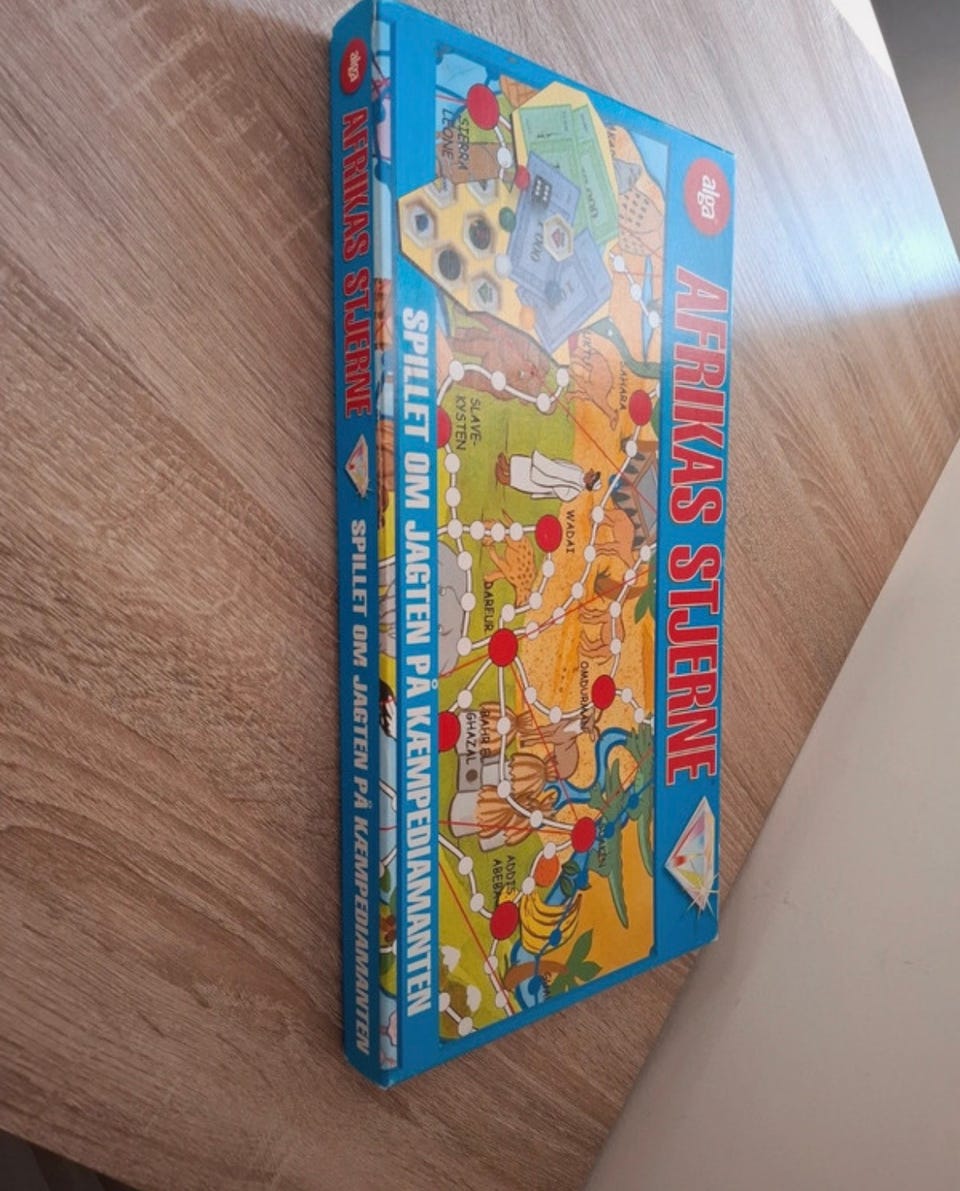 alga
AFRIKAS STJERNE
SIERRA
LEONE
SAHARA
SLAVE-
KYSTEN
WADAI
DARFUR
OMDURMAN
BAHR EL
GHAZAL
SUAKIN
ADDIS
ABEBA
SPILLET OM JAGTEN PÅ KÆMPEDIAMANTEN
alga
AFRIKAS STJERNE
SPILLET OM JAGTEN PÅ KÆMPEDIAMANTEN